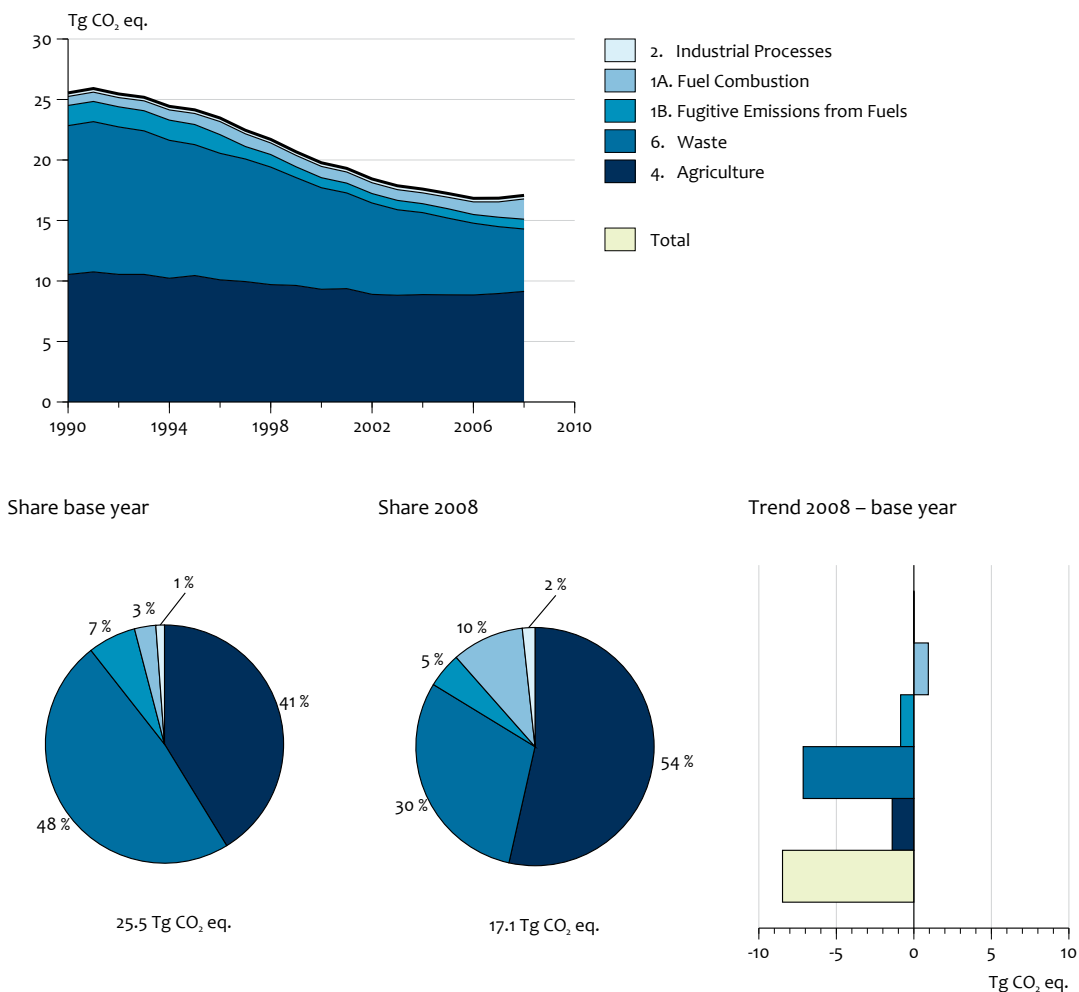 Tg CO₂ eq.
30
25
20
15
10
5
0
1990 1994 1998 2002 2006 2010
2. Industrial Processes
1A. Fuel Combustion
1B. Fugitive Emissions from Fuels
6. Waste
4. Agriculture
Total
Share base year
1 %
3 %
7 %
41 %
48 %
25.5 Tg CO₂ eq.
Share 2008
2 %
10 %
5 %
54 %
30 %
17.1 Tg CO₂ eq.
Trend 2008 – base year
-10 -5 0 5 10
Tg CO₂ eq.